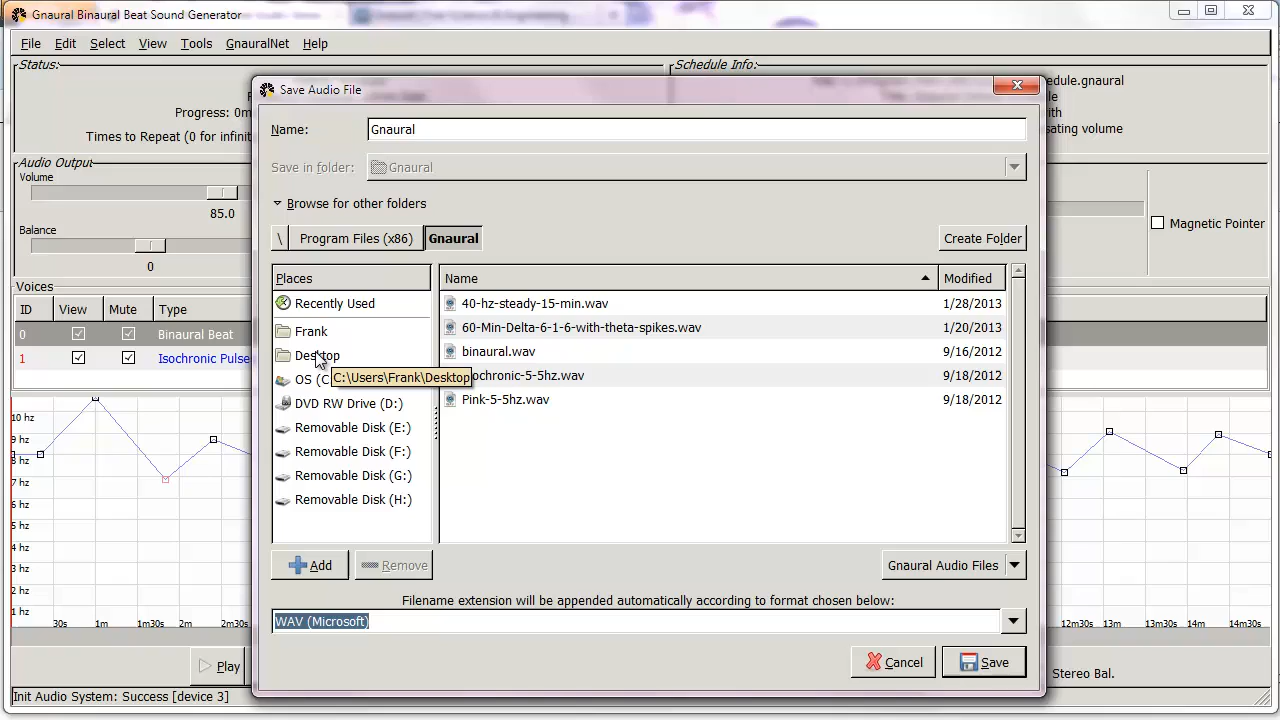 Gnaural Binaural Beat Sound Generator
File Edit Select View Tools GnauralNet Help
Status:
Schedule Info:
Progress: 0m
Times to Repeat (0 for infinit
edule.gnaural
le
ith
ating volume
Audio Output
Volume
85.0
Balance
0
Magnetic Pointer
Voices
ID View Mute Type
0 Binaural Beat
1 Isochronic Pulse
10 hz
9 hz
8 hz
7 hz
6 hz
5 hz
4 hz
3 hz
2 hz
1 hz
30s 1m 1m30s 2m 2m30s
12m30s 13m 13m30s 14m 14m30s
Play
Stereo Bal.
Init Audio System: Success [device 3]
Save Audio File
Name: Gnaural
Save in folder: Gnaural
Browse for other folders
\ Program Files (x86) Gnaural Create Folder
Places
Recently Used
Frank
Desktop
OS (C
C:\Users\Frank\Desktop
DVD RW Drive (D:)
Removable Disk (E:)
Removable Disk (F:)
Removable Disk (G:)
Removable Disk (H:)
Name Modified
40-hz-steady-15-min.wav 1/28/2013
60-Min-Delta-6-1-6-with-theta-spikes.wav 1/20/2013
binaural.wav 9/16/2012
ochronic-5-5hz.wav 9/18/2012
Pink-5-5hz.wav 9/18/2012
Add Remove Gnaural Audio Files
Filename extension will be appended automatically according to format chosen below:
WAV (Microsoft)
Cancel Save